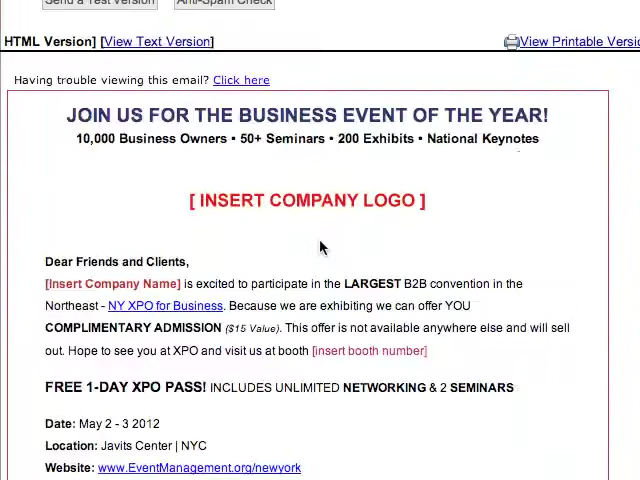 Send a Test Version Anti-Spam Check
HTML Version] [View Text Version] View Printable Versio
Having trouble viewing this email? Click here
JOIN US FOR THE BUSINESS EVENT OF THE YEAR!
10,000 Business Owners • 50+ Seminars • 200 Exhibits • National Keynotes
[ INSERT COMPANY LOGO ]
Dear Friends and Clients,
[Insert Company Name] is excited to participate in the LARGEST B2B convention in the
Northeast - NY XPO for Business. Because we are exhibiting we can offer YOU
COMPLIMENTARY ADMISSION ($15 Value). This offer is not available anywhere else and will sell
out. Hope to see you at XPO and visit us at booth [insert booth number]
FREE 1-DAY XPO PASS! INCLUDES UNLIMITED NETWORKING & 2 SEMINARS
Date: May 2 - 3 2012
Location: Javits Center | NYC
Website: www.EventManagement.org/newyork